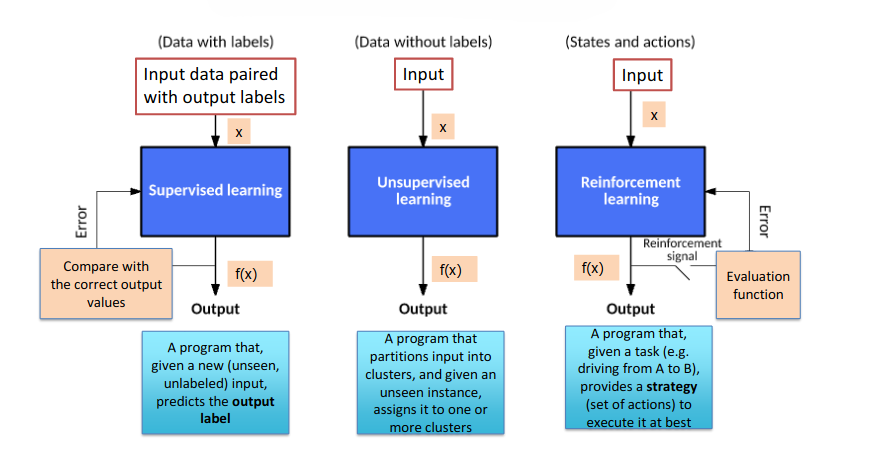 (Data with labels)
Input data paired
with output labels
x
Supervised learning
Error
Compare with
the correct output
values
f(x)
Output
A program that,
given a new (unseen,
unlabeled) input,
predicts the output
label
(Data without labels)
Input
x
Unsupervised
learning
f(x)
Output
A program that
partitions input into
clusters, and given an
unseen instance,
assigns it to one or
more clusters
(States and actions)
Input
x
Reinforcement
learning
Error
Reinforcement
signal
Evaluation
function
f(x)
Output
A program that,
given a task (e.g.
driving from A to B),
provides a strategy
(set of actions) to
execute it at best